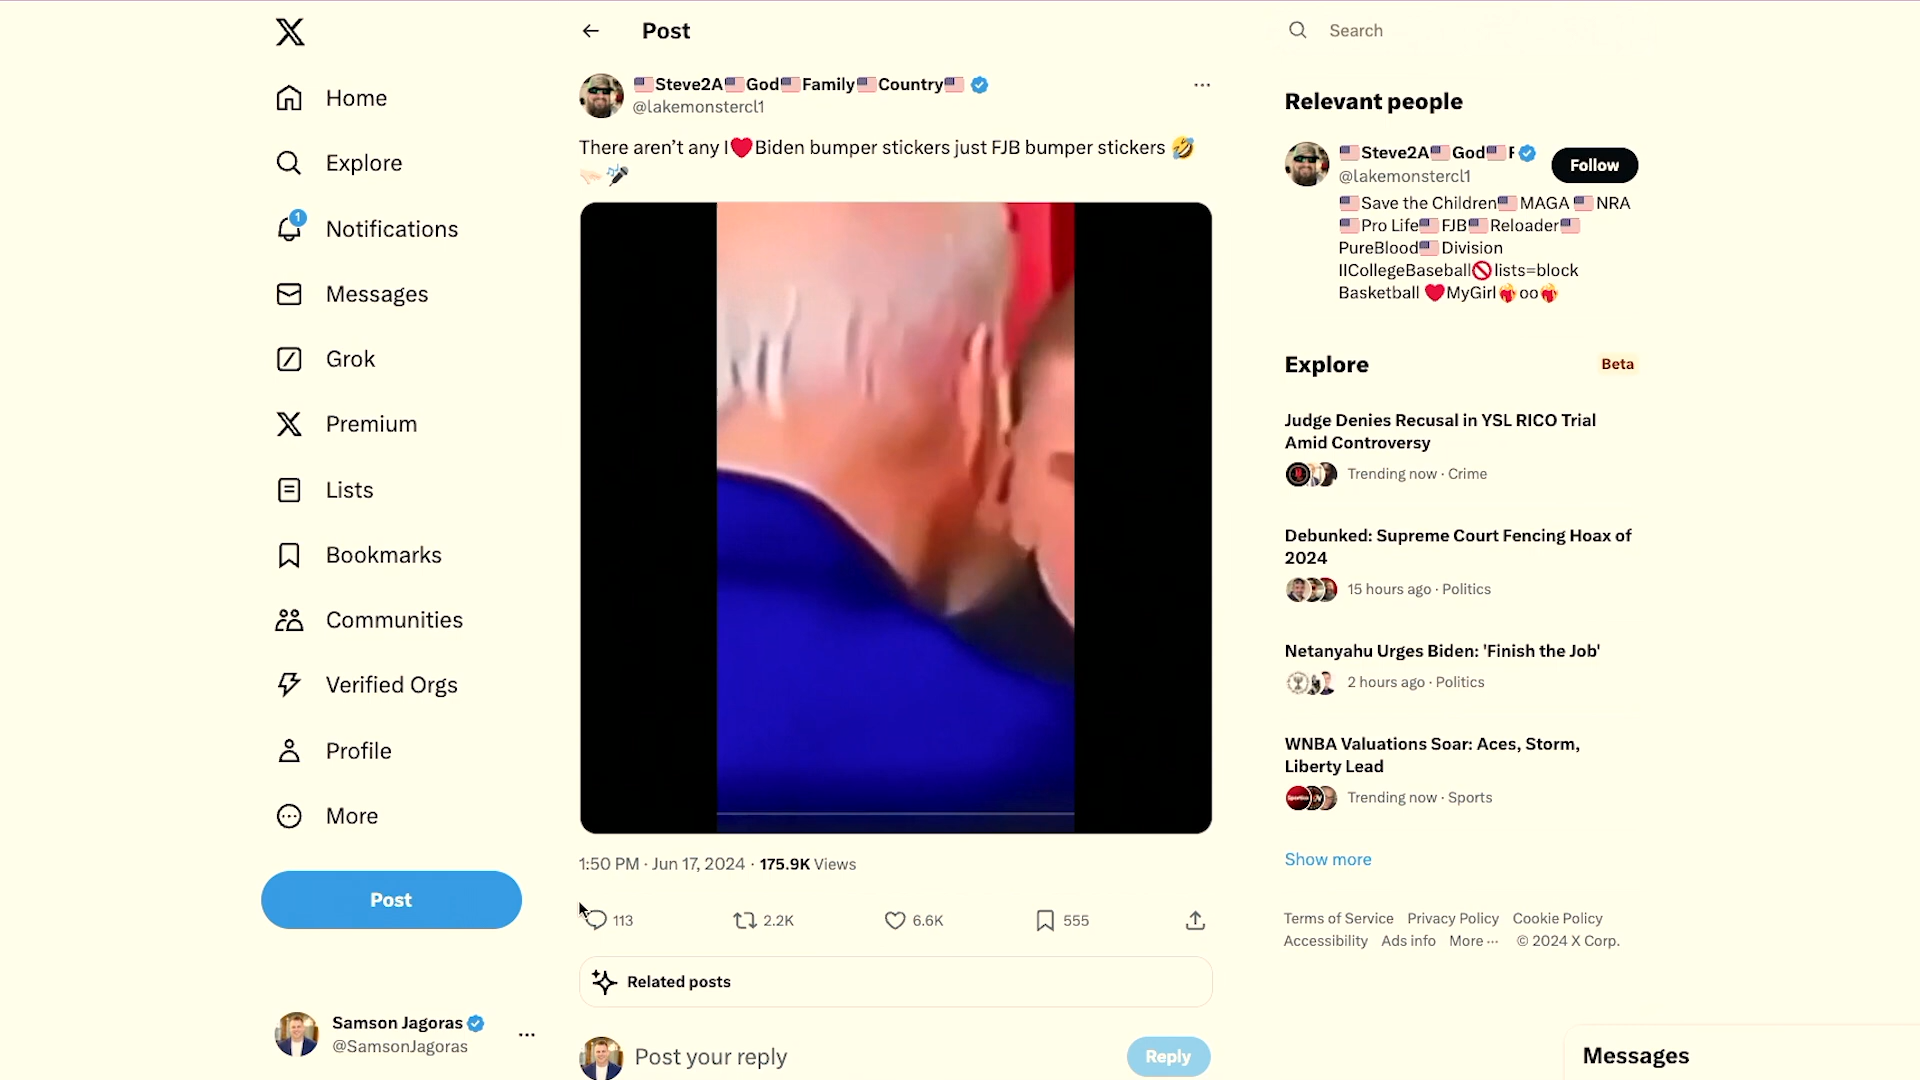 Home
Explore
1
Notifications
Messages
Grok
Premium
Lists
Bookmarks
Communities
Verified Orgs
Profile
More
Post
Samson Jagoras
@SamsonJagoras
Post
🇺🇸Steve2A🇺🇸God🇺🇸Family🇺🇸Country🇺🇸
@lakemonstercl1
There aren’t any I❤️Biden bumper stickers just FJB bumper stickers 🤣
1:50 PM · Jun 17, 2024 · 175.9K Views
113 2.2K 6.6K 555
Related posts
Post your reply
Reply
Search
Relevant people
🇺🇸Steve2A🇺🇸God🇺🇸F
@lakemonstercl1
Follow
🇺🇸Save the Children🇺🇸MAGA 🇺🇸NRA
🇺🇸Pro Life🇺🇸FJB🇺🇸Reloader🇺🇸
PureBlood🇺🇸Division
IICollegeBaseball🚫lists=block
Basketball ❤️MyGirl❤️‍🔥oo❤️‍🔥
Explore
Beta
Judge Denies Recusal in YSL RICO Trial
Amid Controversy
Trending now · Crime
Debunked: Supreme Court Fencing Hoax of
2024
15 hours ago · Politics
Netanyahu Urges Biden: 'Finish the Job'
2 hours ago · Politics
WNBA Valuations Soar: Aces, Storm,
Liberty Lead
Trending now · Sports
Show more
Terms of Service Privacy Policy Cookie Policy
Accessibility Ads info More ··· © 2024 X Corp.
Messages